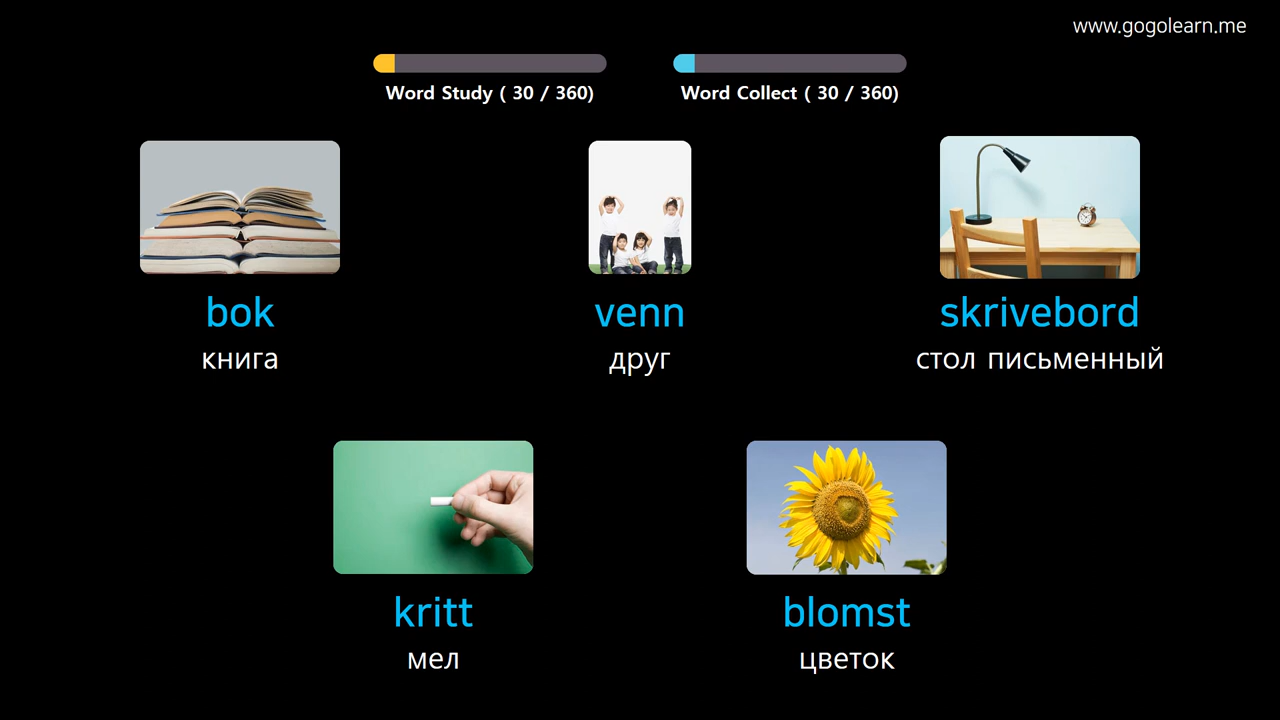 www.gogolearn.me
Word Study ( 30 / 360)
Word Collect ( 30 / 360)
bok
книга
venn
друг
skrivebord
стол письменный
kritt
мел
blomst
цветок